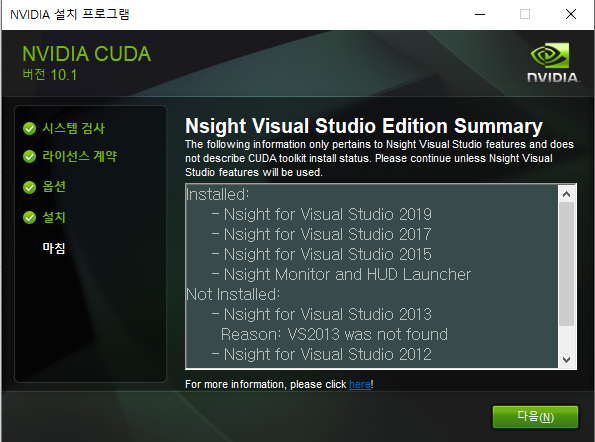 NVIDIA 설치 프로그램
NVIDIA CUDA
버전 10.1
NVIDIA.
시스템 검사
라이선스 계약
옵션
설치
마침
Nsight Visual Studio Edition Summary
The following information only pertains to Nsight Visual Studio features and does
not describe CUDA toolkit install status. Please continue unless Nsight Visual
Studio features will be used.
Installed:
- Nsight for Visual Studio 2019
- Nsight for Visual Studio 2017
- Nsight for Visual Studio 2015
- Nsight Monitor and HUD Launcher
Not Installed:
- Nsight for Visual Studio 2013
Reason: VS2013 was not found
- Nsight for Visual Studio 2012
For more information, please click here!
다음(N)